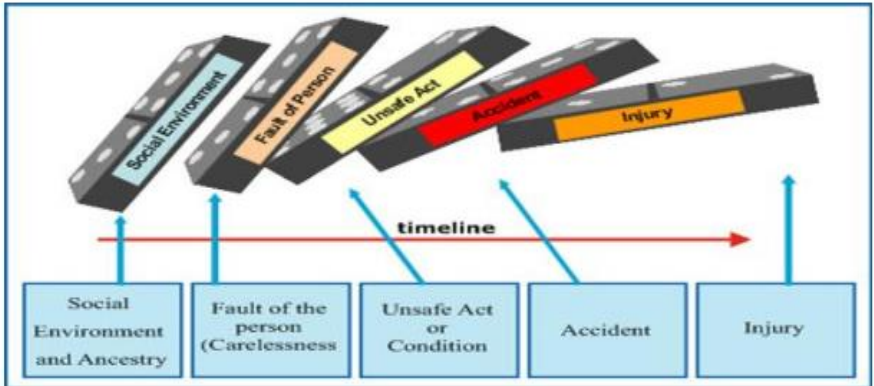 Social Environment
Fault of Person
Unsafe Act
Accident
Injury
timeline
Social
Environment
and Ancestry
Fault of the
person
(Carelessness
Unsafe Act
or
Condition
Accident
Injury